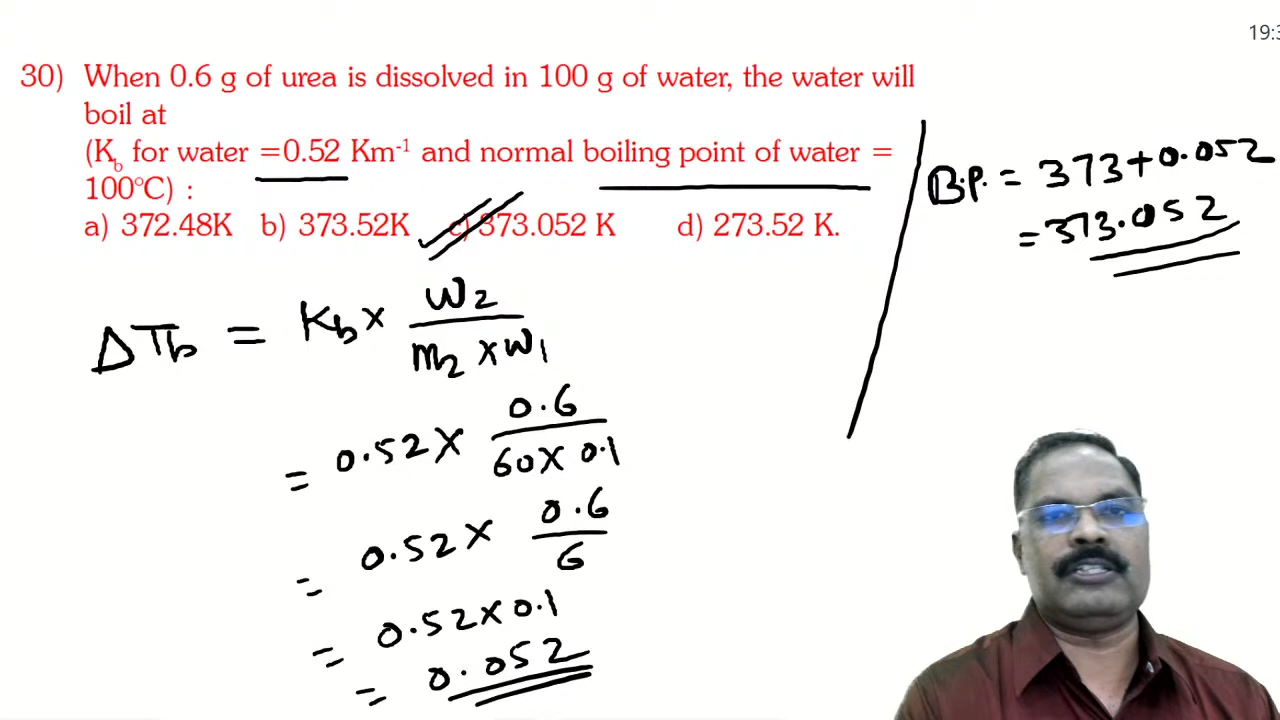 19:3
30) When 0.6 g of urea is dissolved in 100 g of water, the water will
boil at
(K_b for water =0.52 Km⁻¹ and normal boiling point of water =
100°C) :
a) 372.48K b) 373.52K c) 373.052 K d) 273.52 K.
B.P. = 373+0.052
= 373.052
ΔTb = Kb × W2 / m2 × W1
= 0.52 × 0.6 / 60 × 0.1
= 0.52 × 0.6 / 6
= 0.52 × 0.1
= 0.052